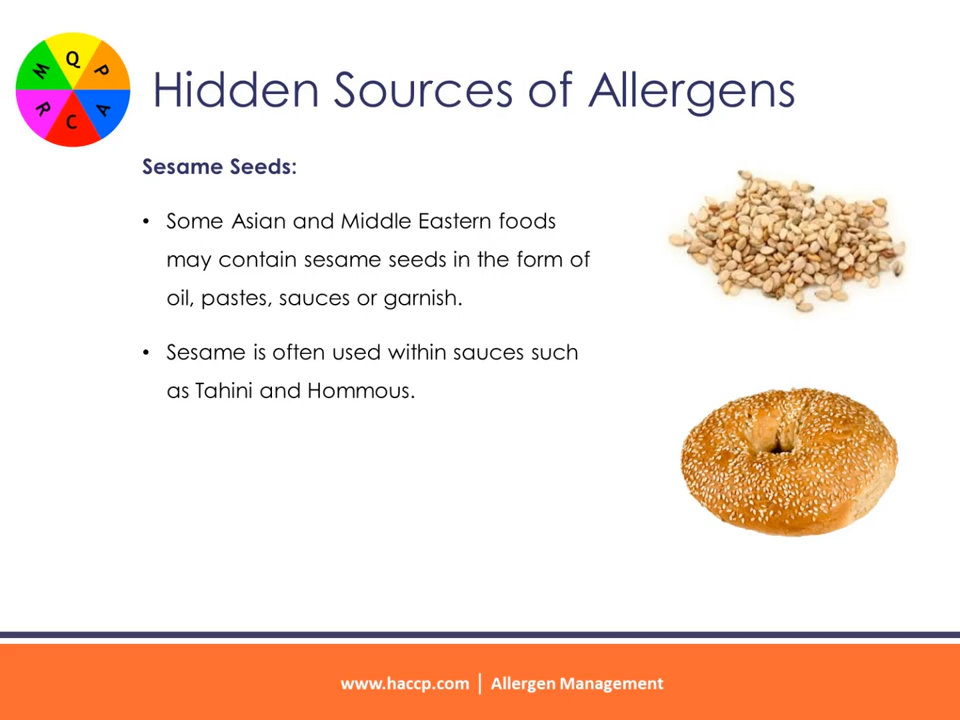 Q
P
A
C
R
M
Hidden Sources of Allergens
Sesame Seeds:
• Some Asian and Middle Eastern foods
may contain sesame seeds in the form of
oil, pastes, sauces or garnish.
• Sesame is often used within sauces such
as Tahini and Hommous.
www.haccp.com | Allergen Management